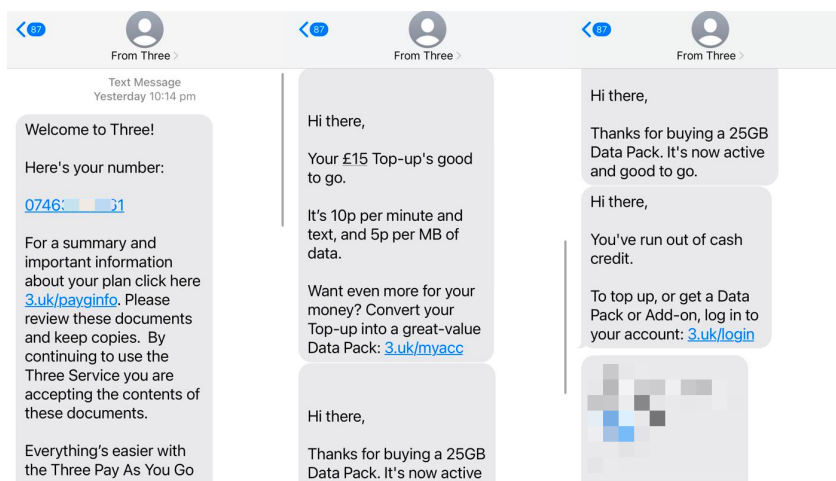 87
From Three >
Text Message
Yesterday 10:14 pm
Welcome to Three!
Here's your number:
0746
61
For a summary and
important information
about your plan click here
3.uk/payginfo. Please
review these documents
and keep copies. By
continuing to use the
Three Service you are
accepting the contents of
these documents.
Everything's easier with
the Three Pay As You Go
87
From Three >
Hi there,
Your £15 Top-up's good
to go.
It's 10p per minute and
text, and 5p per MB of
data.
Want even more for your
money? Convert your
Top-up into a great-value
Data Pack: 3.uk/myacc
Hi there,
Thanks for buying a 25GB
Data Pack. It's now active
87
From Three >
Hi there,
Thanks for buying a 25GB
Data Pack. It's now active
and good to go.
Hi there,
You've run out of cash
credit.
To top up, or get a Data
Pack or Add-on, log in to
your account: 3.uk/login